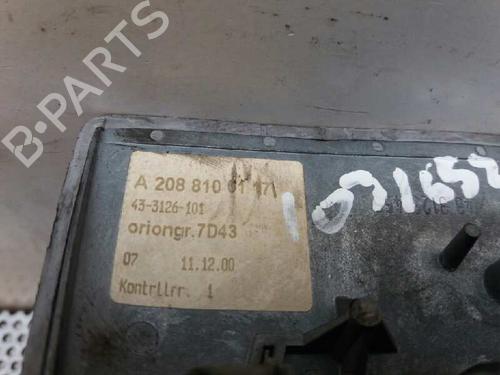 B-PARTS
A 208 810 01 17
43-3126-101
oriongr.7D43
07 11.12.00
Kontrllrr. 1